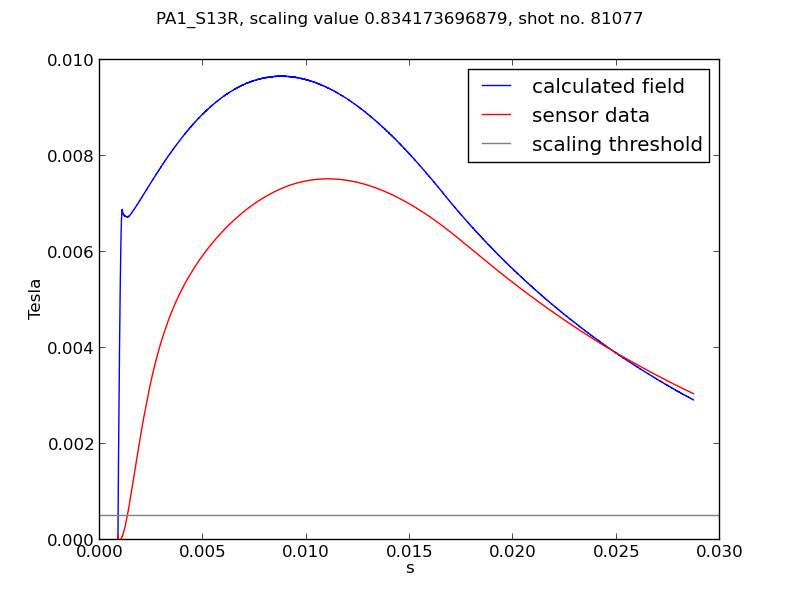 PA1_S13R, scaling value 0.834173696879, shot no. 81077
calculated field
sensor data
scaling threshold
Tesla
0.010
0.008
0.006
0.004
0.002
0.000
0.000 0.005 0.010 0.015 0.020 0.025 0.030
s